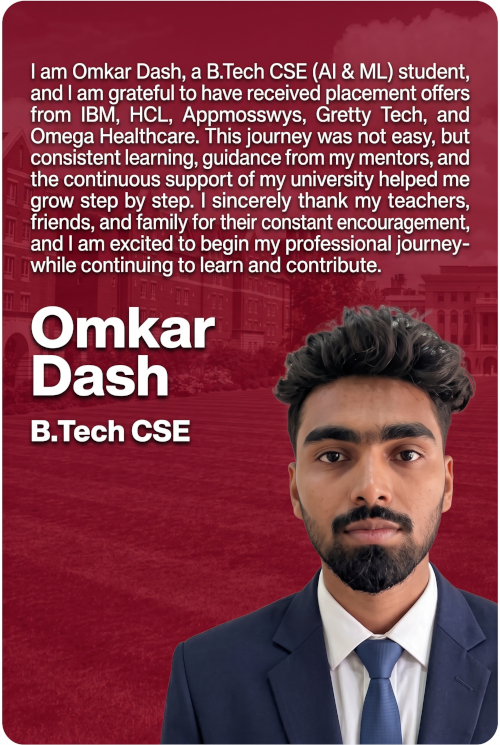 I am Omkar Dash, a B.Tech CSE (AI & ML) student,
and I am grateful to have received placement offers
from IBM, HCL, Appmosswys, Gretty Tech, and
Omega Healthcare. This journey was not easy, but
consistent learning, guidance from my mentors, and
the continuous support of my university helped me
grow step by step. I sincerely thank my teachers,
friends, and family for their constant encouragement,
and I am excited to begin my professional journey-
while continuing to learn and contribute.
Omkar
Dash
B.Tech CSE